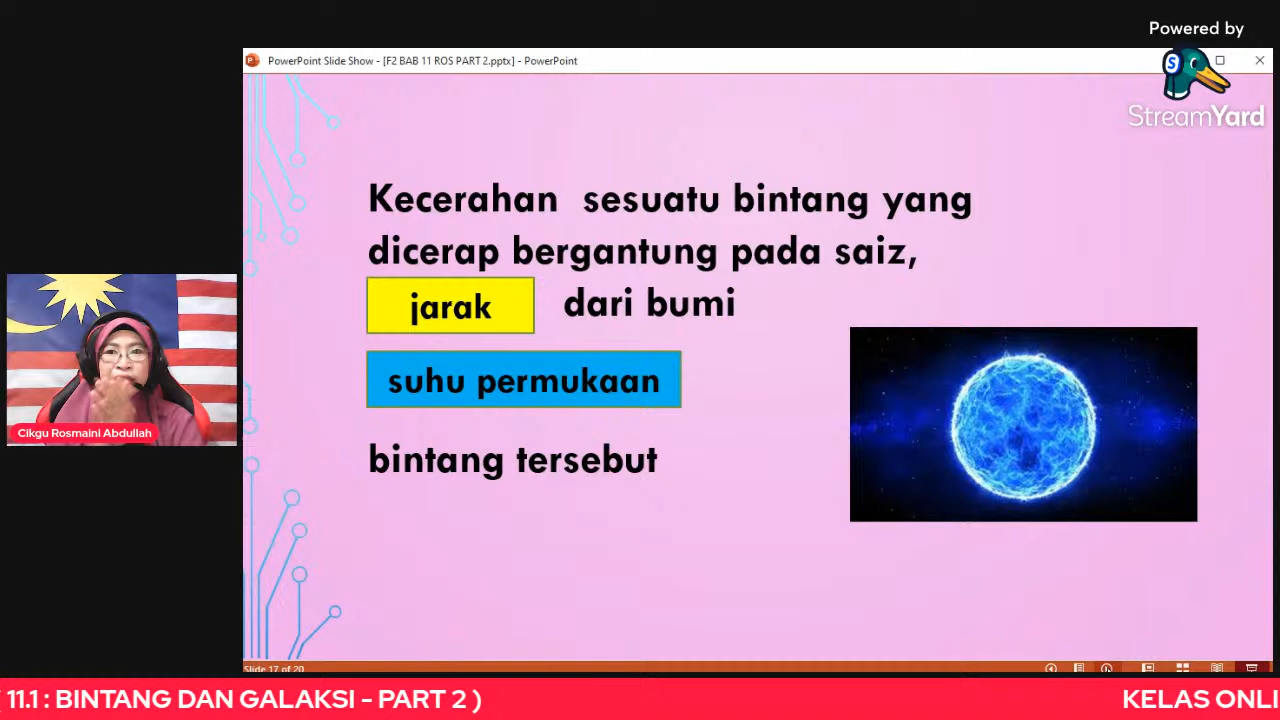 Powered by
PowerPoint Slide Show - [F2 BAB 11 ROS PART 2.pptx] - PowerPoint
StreamYard
Kecerahan sesuatu bintang yang
dicerap bergantung pada saiz,
jarak dari bumi
suhu permukaan
bintang tersebut
Cikgu Rosmaini Abdullah
Slide 17 of 20
( 11.1 : BINTANG DAN GALAKSI - PART 2 )
KELAS ONLI